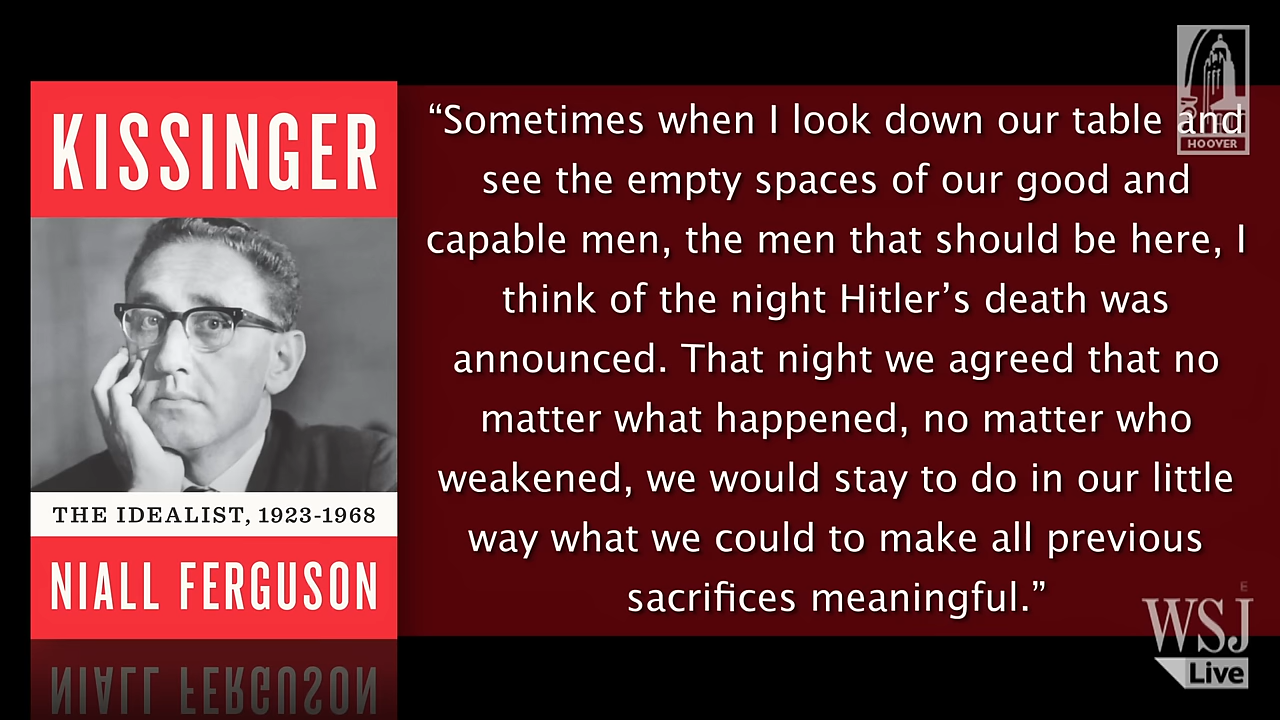 KISSINGER
THE IDEALIST, 1923-1968
NIALL FERGUSON
NIALL FERGUSON
“Sometimes when I look down our table and
see the empty spaces of our good and
capable men, the men that should be here, I
think of the night Hitler’s death was
announced. That night we agreed that no
matter what happened, no matter who
weakened, we would stay to do in our little
way what we could to make all previous
sacrifices meaningful.”
HOOVER
WSJ
Live